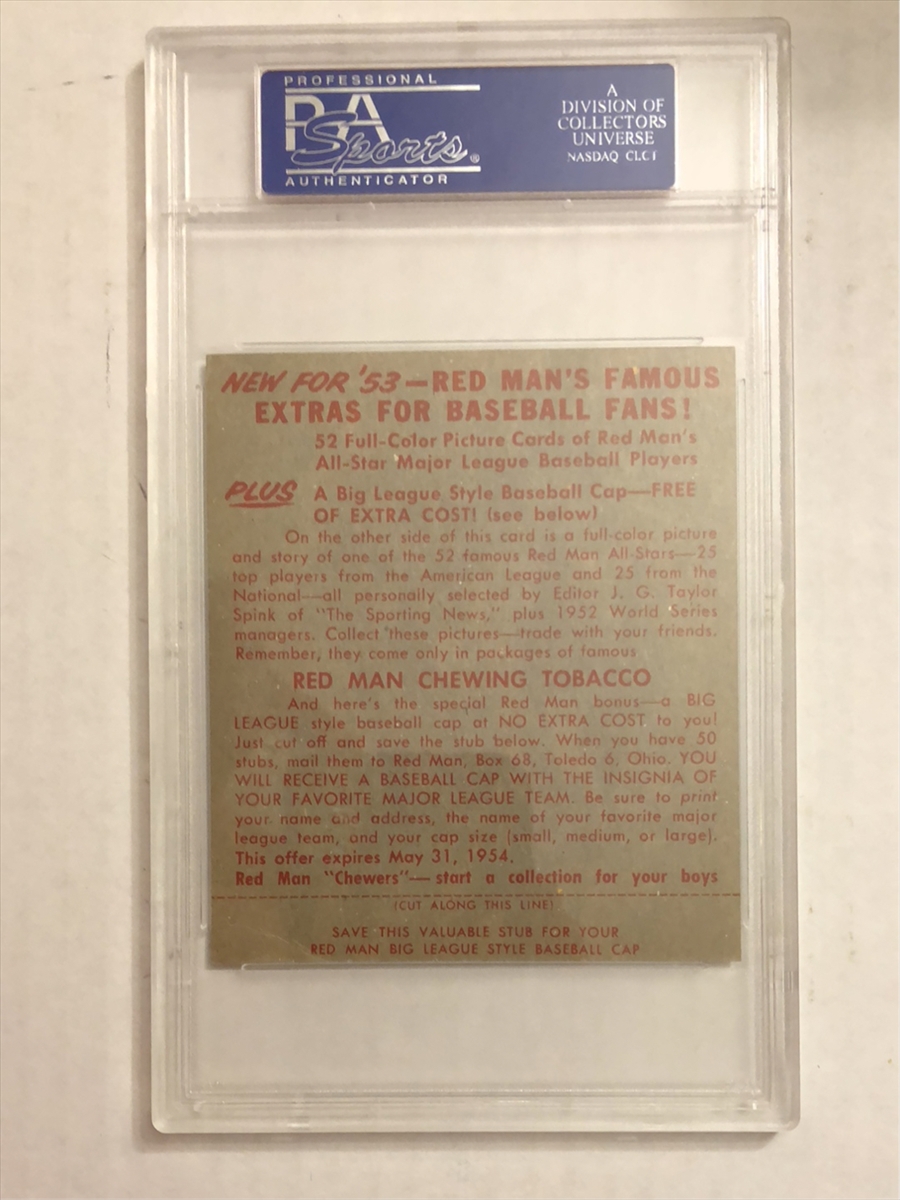 PROFESSIONAL
PSA
Sports®
AUTHENTICATOR
A
DIVISION OF
COLLECTORS
UNIVERSE
NASDAQ CLCT
NEW FOR '53—RED MAN'S FAMOUS
EXTRAS FOR BASEBALL FANS!
52 Full-Color Picture Cards of Red Man's
All-Star Major League Baseball Players
PLUS A Big League Style Baseball Cap—FREE
OF EXTRA COST! (see below)
On the other side of this card is a full-color picture
and story of one of the 52 famous Red Man All-Stars—25
top players from the American League and 25 from the
National—all personally selected by Editor J. G. Taylor
Spink of "The Sporting News," plus 1952 World Series
managers. Collect these pictures—trade with your friends.
Remember, they come only in packages of famous
RED MAN CHEWING TOBACCO
And here's the special Red Man bonus—a BIG
LEAGUE style baseball cap at NO EXTRA COST to you!
Just cut off and save the stub below. When you have 50
stubs, mail them to Red Man, Box 68, Toledo 6, Ohio. YOU
WILL RECEIVE A BASEBALL CAP WITH THE INSIGNIA OF
YOUR FAVORITE MAJOR LEAGUE TEAM. Be sure to print
your name and address, the name of your favorite major
league team, and your cap size (small, medium, or large).
This offer expires May 31, 1954.
Red Man "Chewers"—start a collection for your boys
(CUT ALONG THIS LINE)
SAVE THIS VALUABLE STUB FOR YOUR
RED MAN BIG LEAGUE STYLE BASEBALL CAP